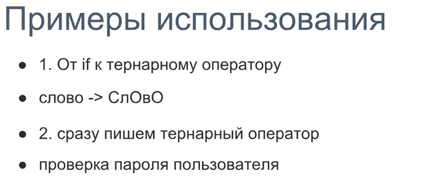 Примеры использования
● 1. От if к тернарному оператору
● слово -> СлОвО
● 2. сразу пишем тернарный оператор
● проверка пароля пользователя